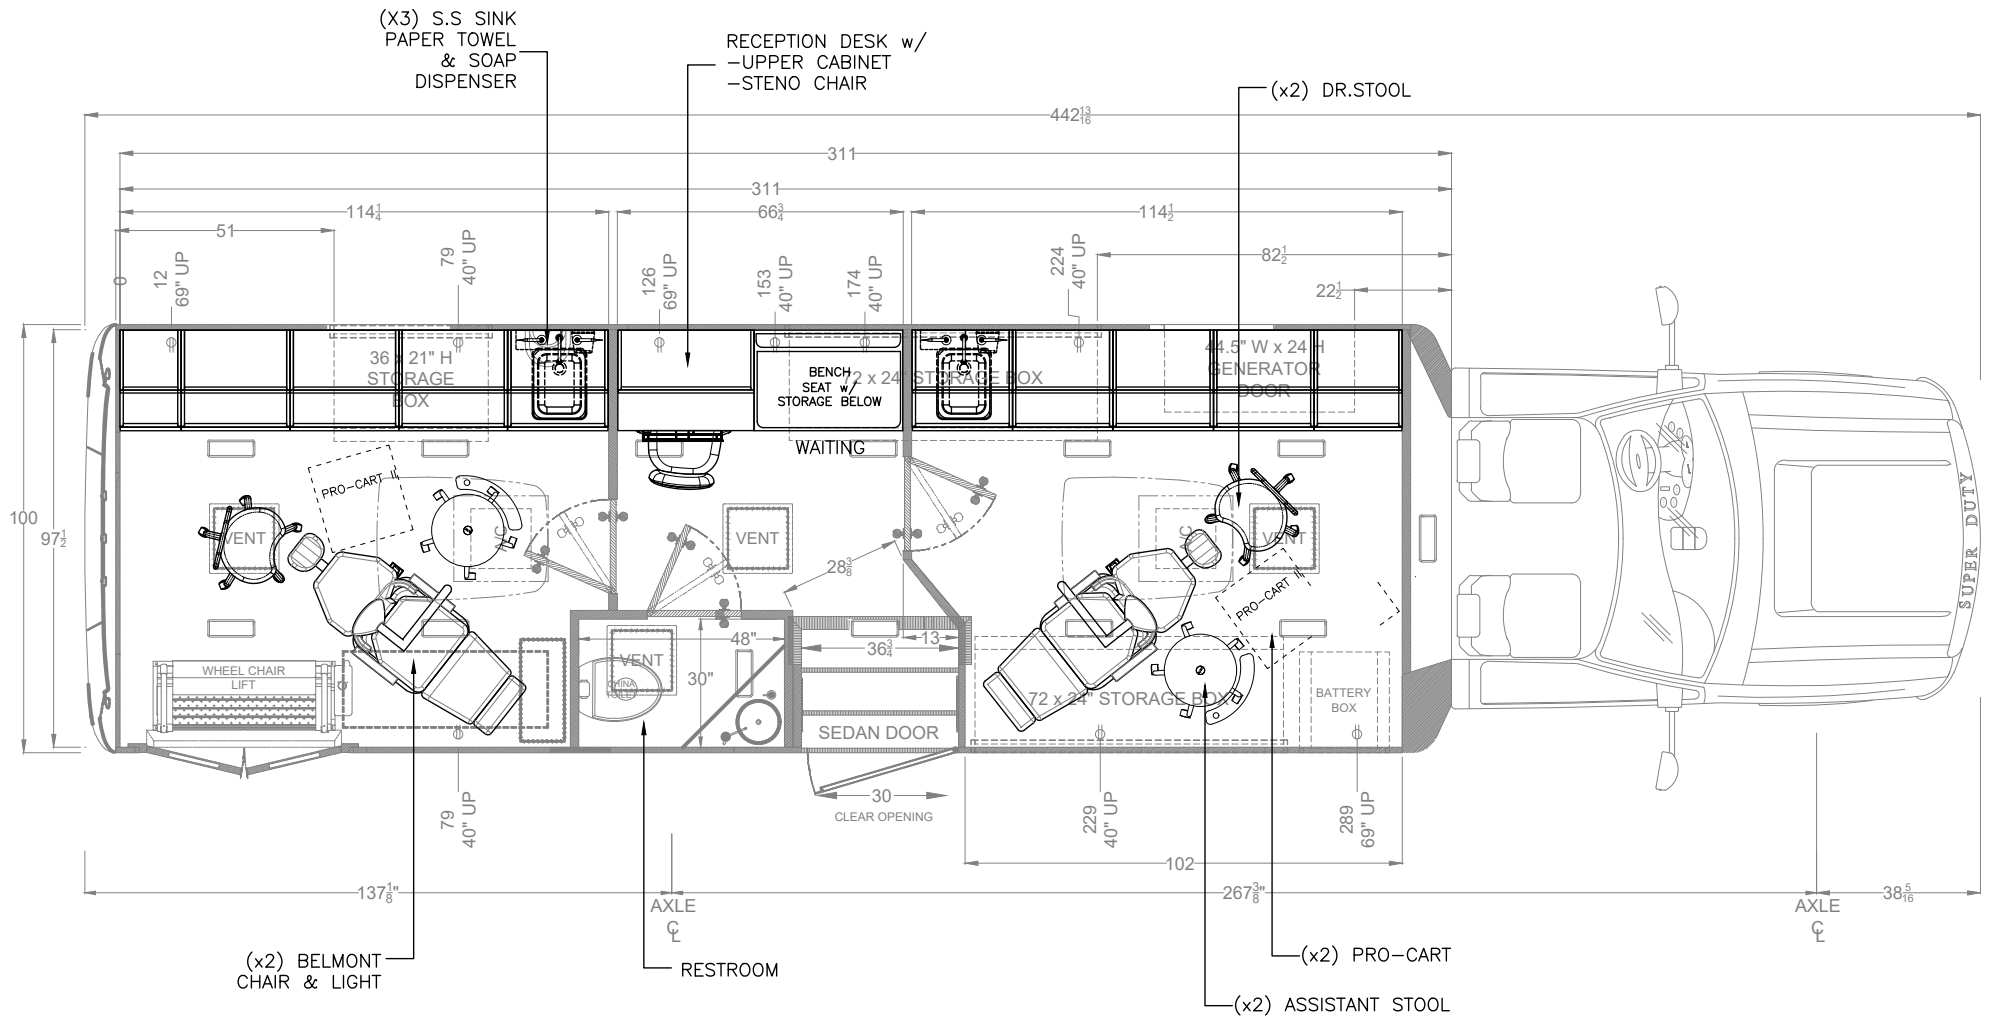 (X3) S.S SINK
PAPER TOWEL
& SOAP
DISPENSER
RECEPTION DESK w/
-UPPER CABINET
-STENO CHAIR
(x2) DR.STOOL
442 13/16
311
311
114 1/4
66 3/4
114 1/2
51
82 1/2
22 1/2
0
12
69" UP
79
40" UP
126
69" UP
153
40" UP
174
40" UP
224
40" UP
36 x 21" H
STORAGE
BOX
BENCH
SEAT w/
STORAGE BELOW
72 x 24" STORAGE BOX
44.5" W x 24 H
GENERATOR
DOOR
WAITING
100
97 1/2
PRO-CART II
VENT
A/C
VENT
28 3/8
A/C
VENT
PRO-CART II
SUPER DUTY
48"
VENT
30"
CHINA
TOILET
36 3/4
13
WHEEL CHAIR
LIFT
72 x 24" STORAGE BOX
BATTERY
BOX
SEDAN DOOR
30
CLEAR OPENING
79
40" UP
229
40" UP
289
69" UP
102
137 1/8"
267 3/8"
38 5/16
AXLE
℄
AXLE
℄
(x2) BELMONT
CHAIR & LIGHT
RESTROOM
(x2) PRO-CART
(x2) ASSISTANT STOOL